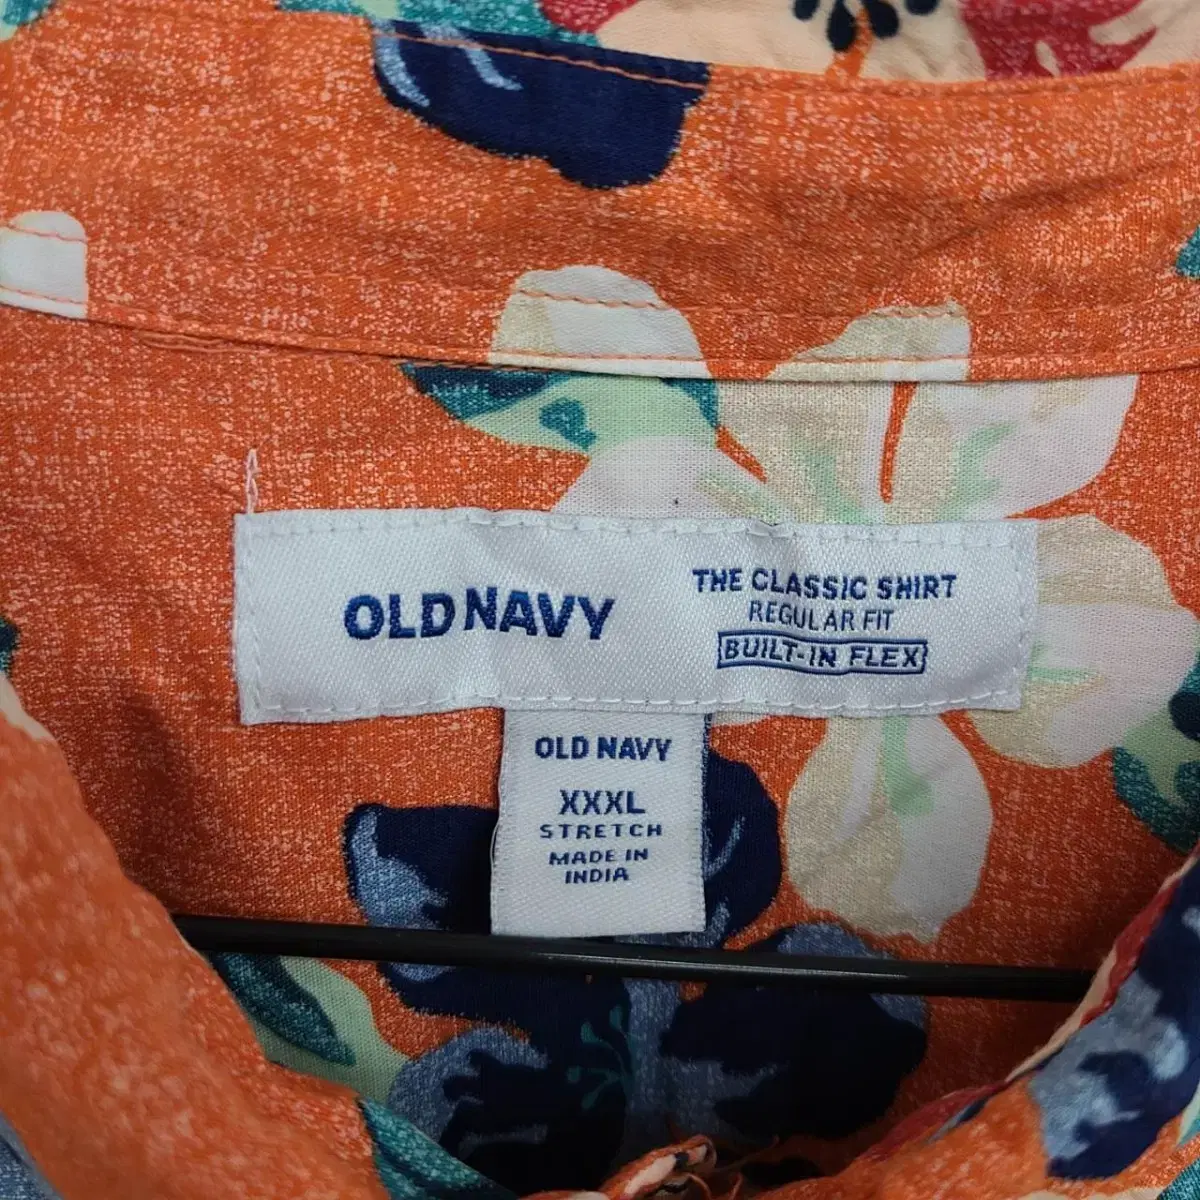 OLD NAVY
THE CLASSIC SHIRT
REGULAR FIT
BUILT-IN FLEX
OLD NAVY
XXXL
STRETCH
MADE IN
INDIA